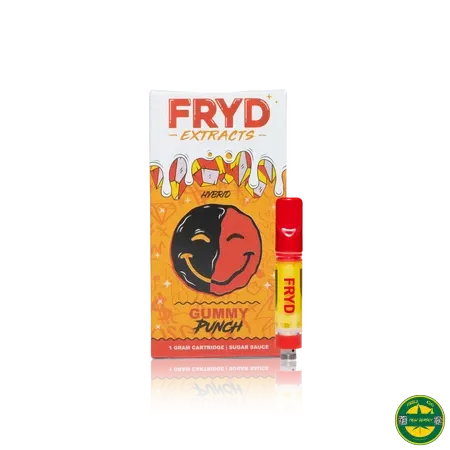 FRYD
EXTRACTS
HYBRID
GUMMY
PUNCH
1 GRAM CARTRIDGE | SUGAR SAUCE
FRYD